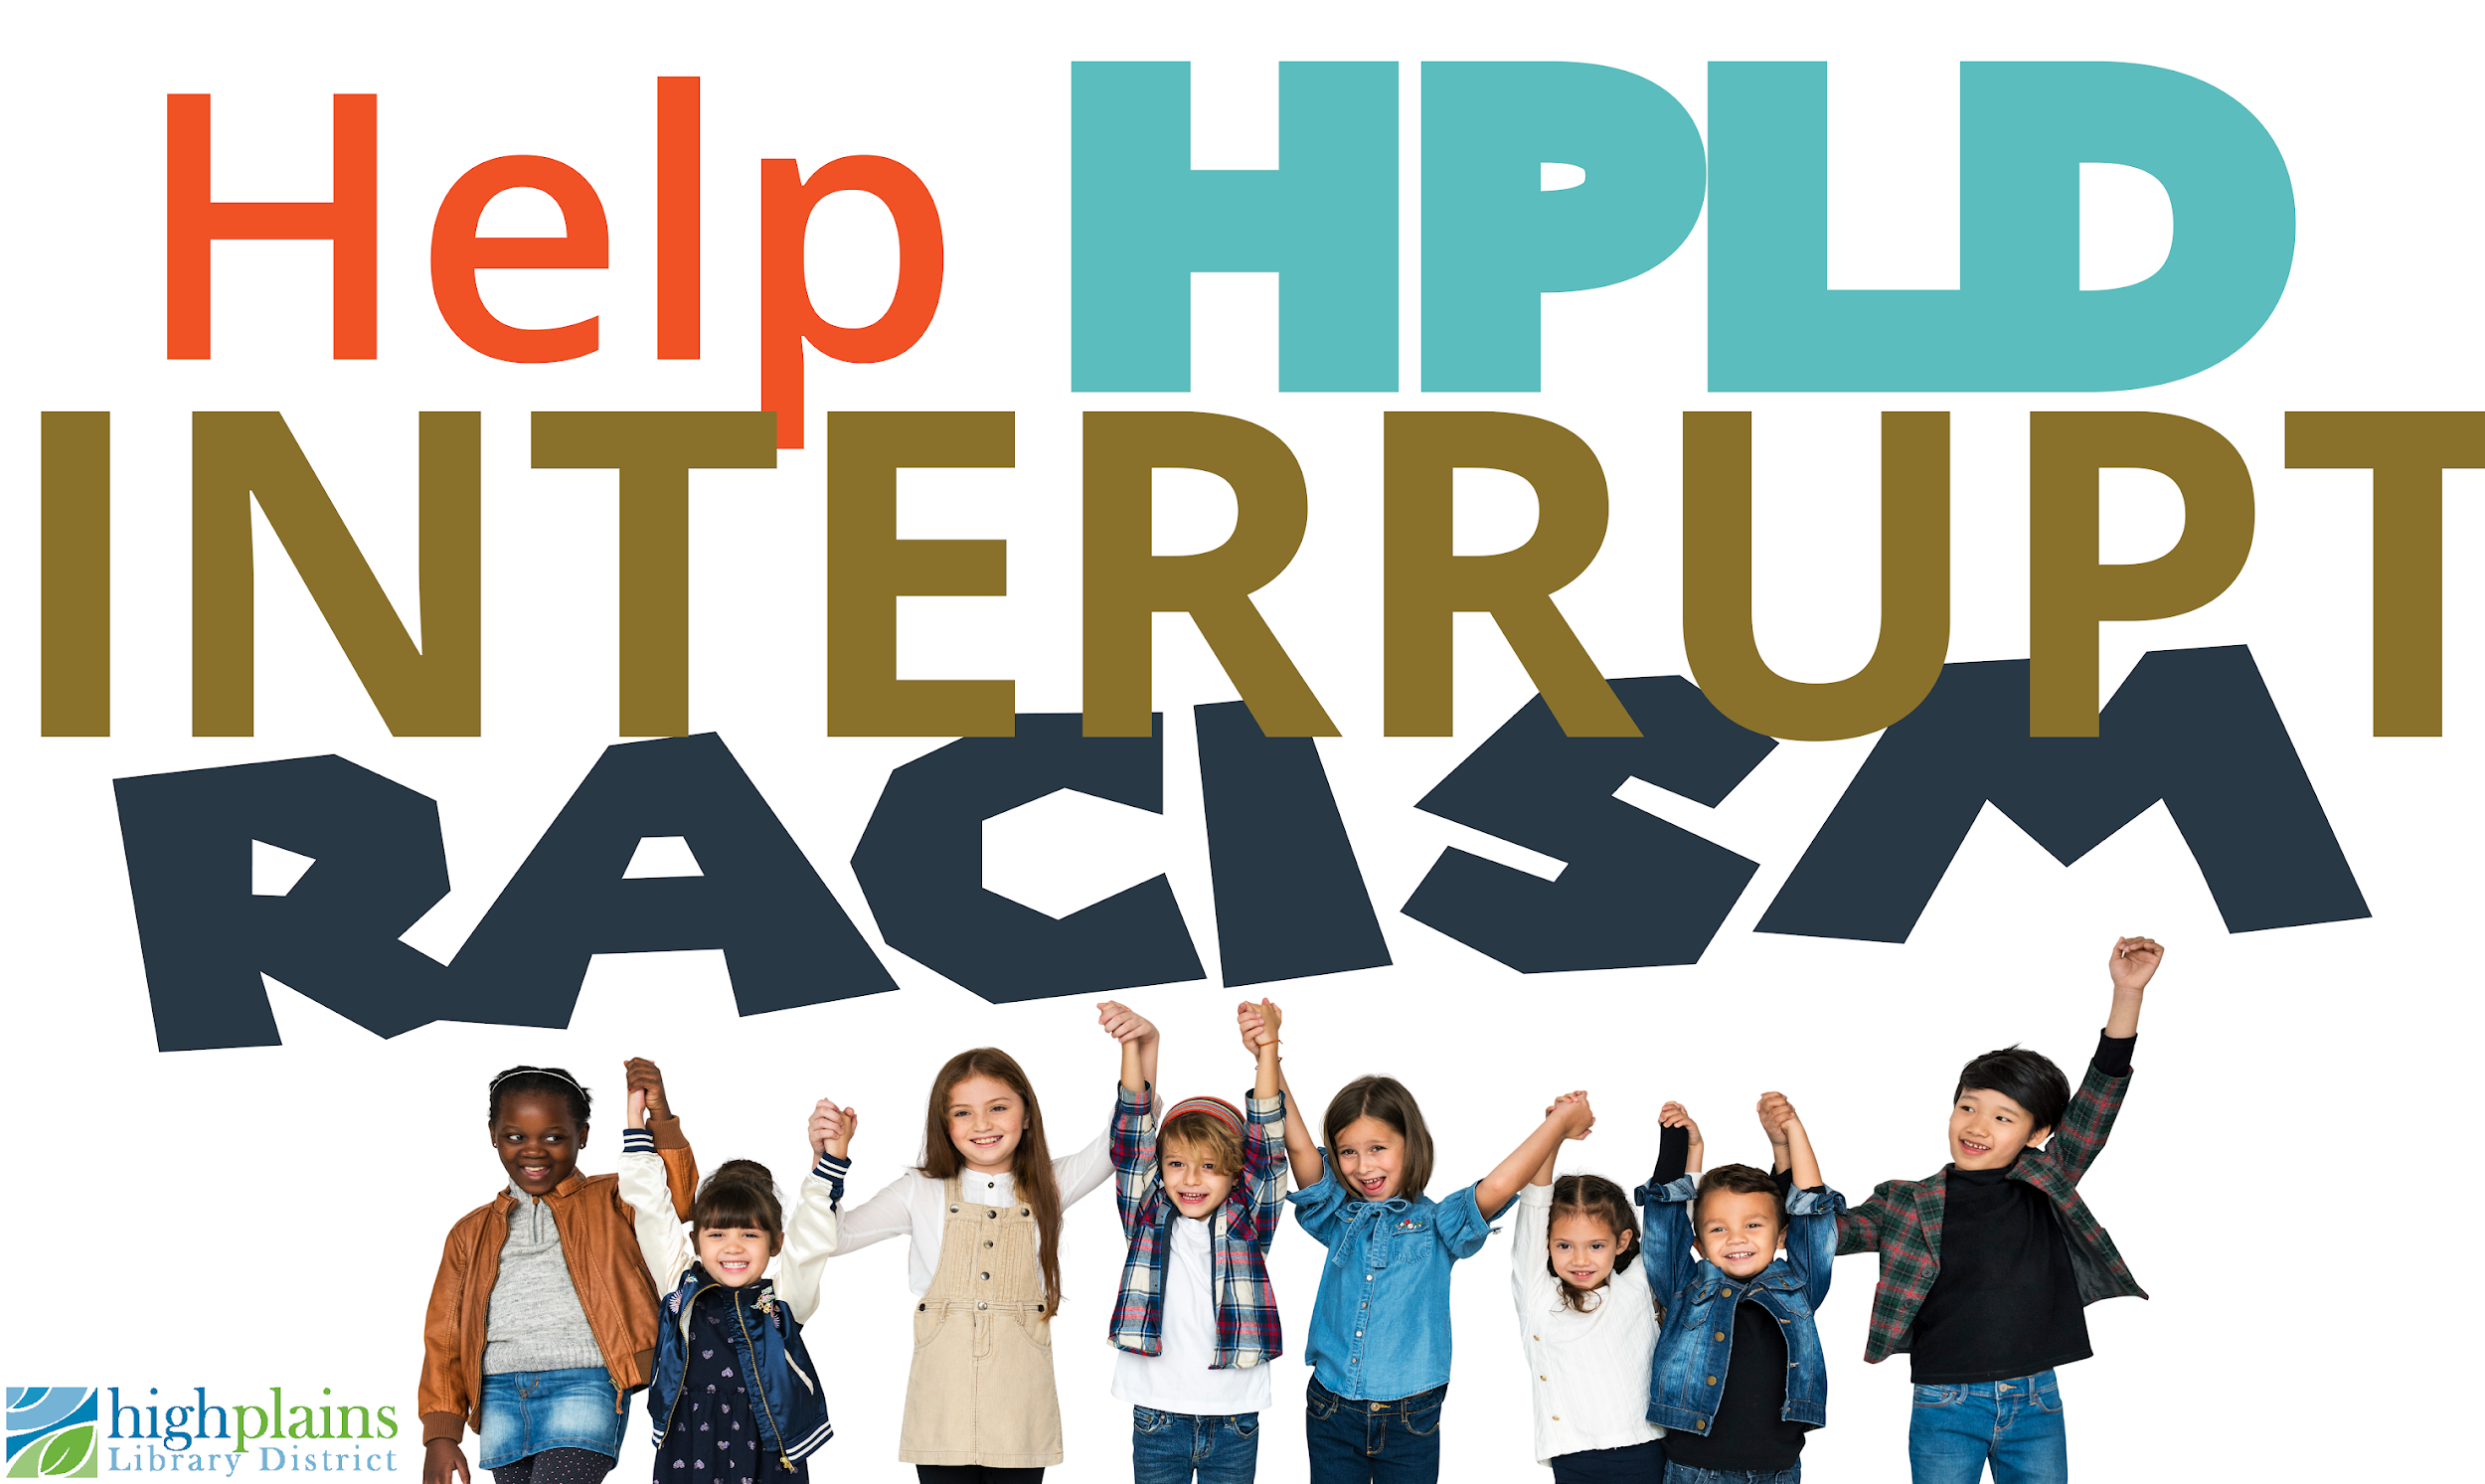 Help HPLD
INTERRUPT
RACISM
highplains
Library District